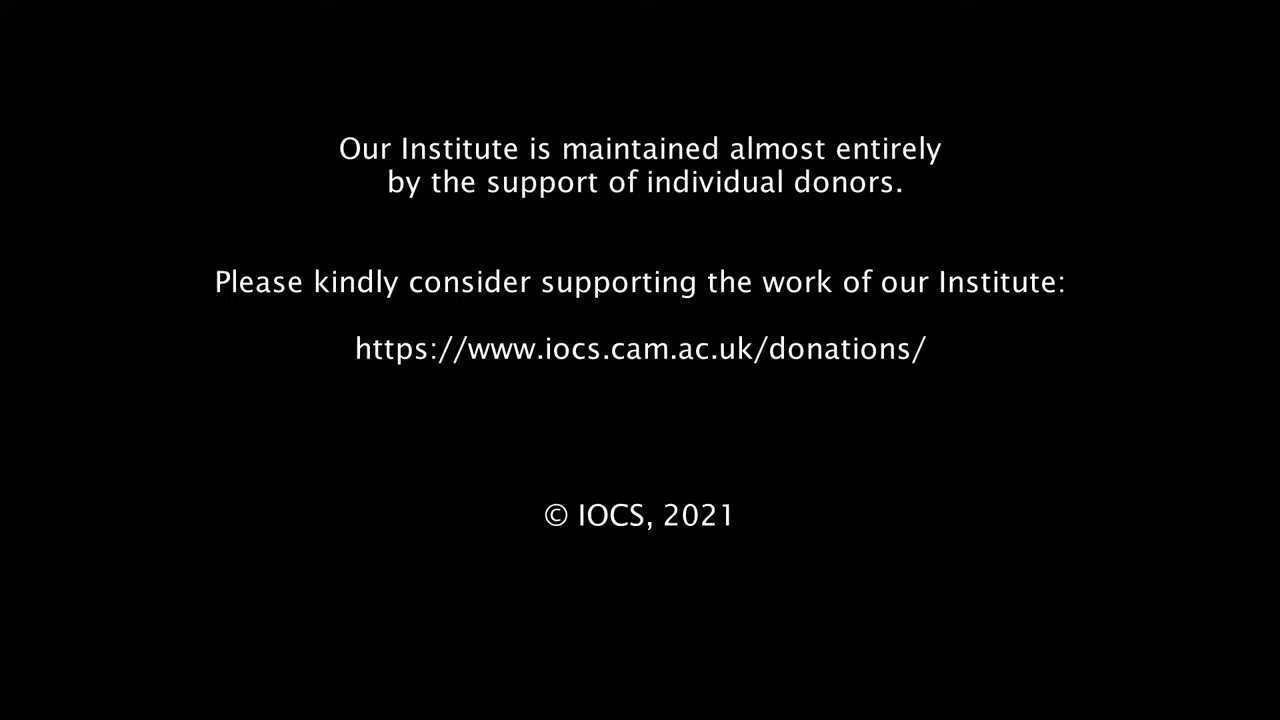 Our Institute is maintained almost entirely
by the support of individual donors.
Please kindly consider supporting the work of our Institute:
https://www.iocs.cam.ac.uk/donations/
© IOCS, 2021